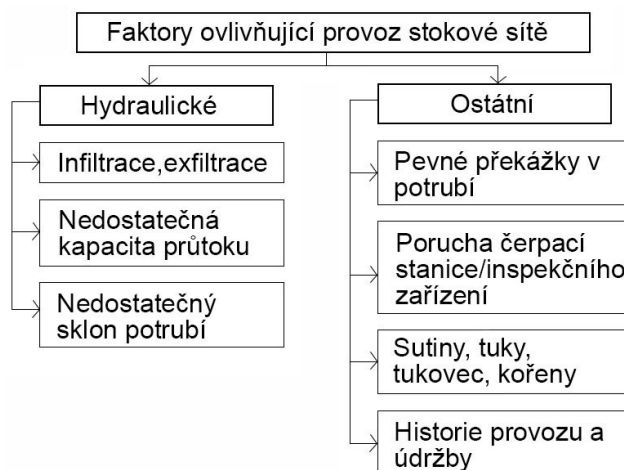 Faktory ovlivňující provoz stokové sítě
Hydraulické
Infiltrace,exfiltrace
Nedostatečná
kapacita průtoku
Nedostatečný
sklon potrubí
Ostátní
Pevné překážky v
potrubí
Porucha čerpací
stanice/inspekčního
zařízení
Sutiny, tuky,
tukovec, kořeny
Historie provozu a
údržby